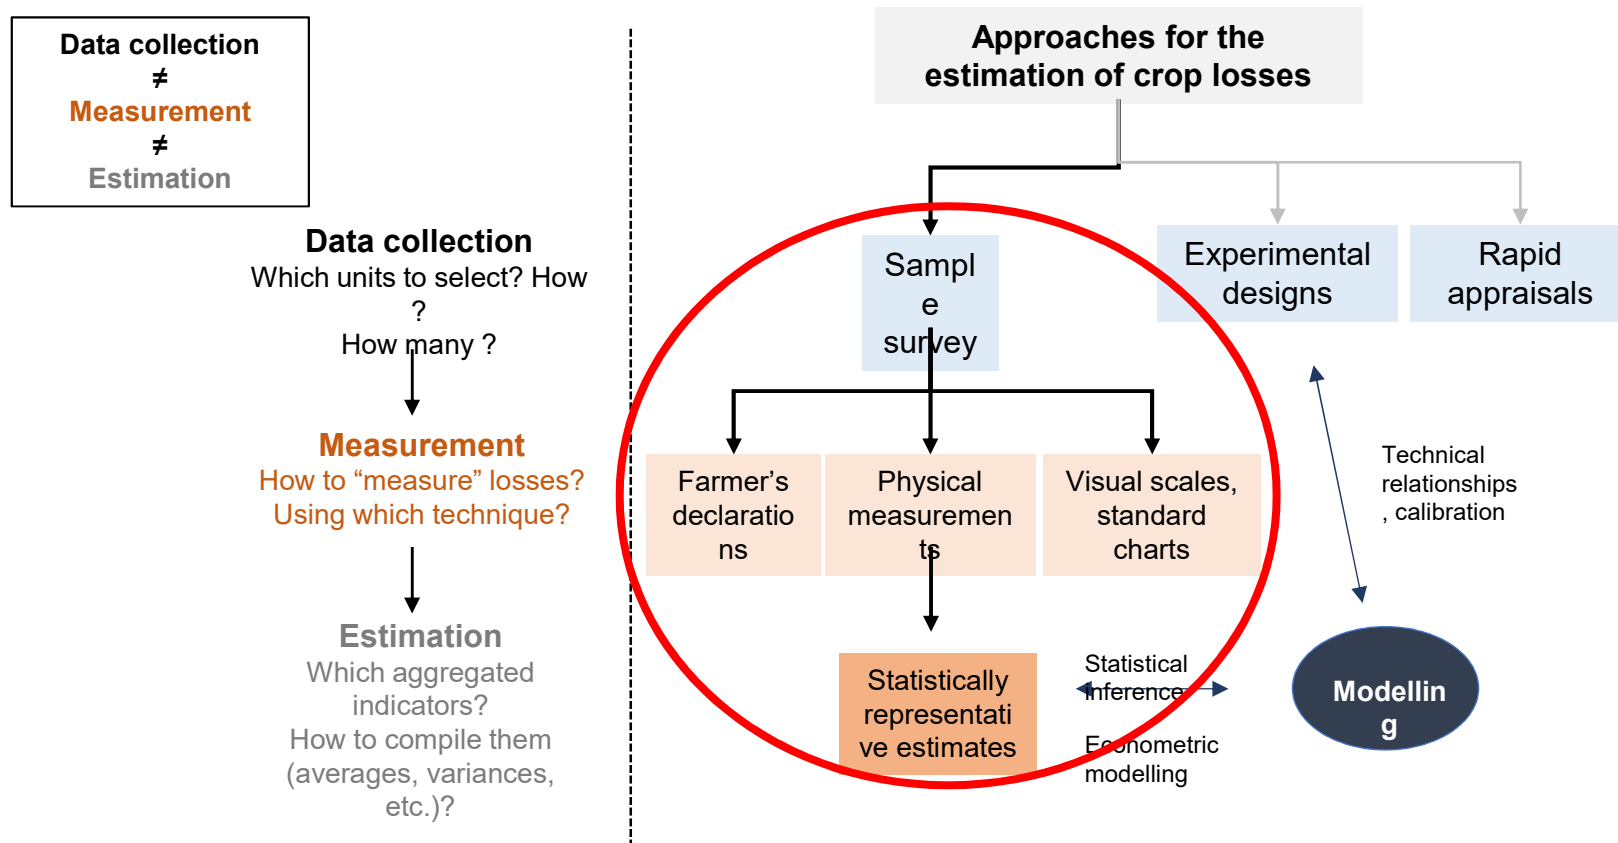 Data collection
≠
Measurement
≠
Estimation
Data collection
Which units to select? How
?
How many ?
Measurement
How to “measure” losses?
Using which technique?
Estimation
Which aggregated
indicators?
How to compile them
(averages, variances,
etc.)?
Approaches for the
estimation of crop losses
Sampl
e
survey
Experimental
designs
Rapid
appraisals
Farmer’s
declaratio
ns
Physical
measuremen
ts
Visual scales,
standard
charts
Technical
relationships
, calibration
Statistically
representati
ve estimates
Statistical
inference
Econometric
modelling
Modellin
g